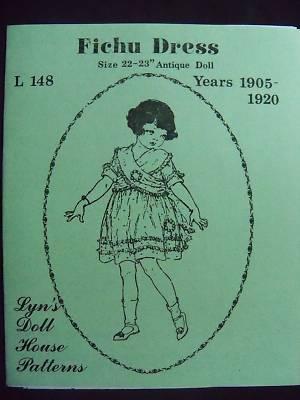 Fichu Dress
Size 22-23" Antique Doll
L 148
Years 1905-
1920
Lyn's
Doll
House
Patterns